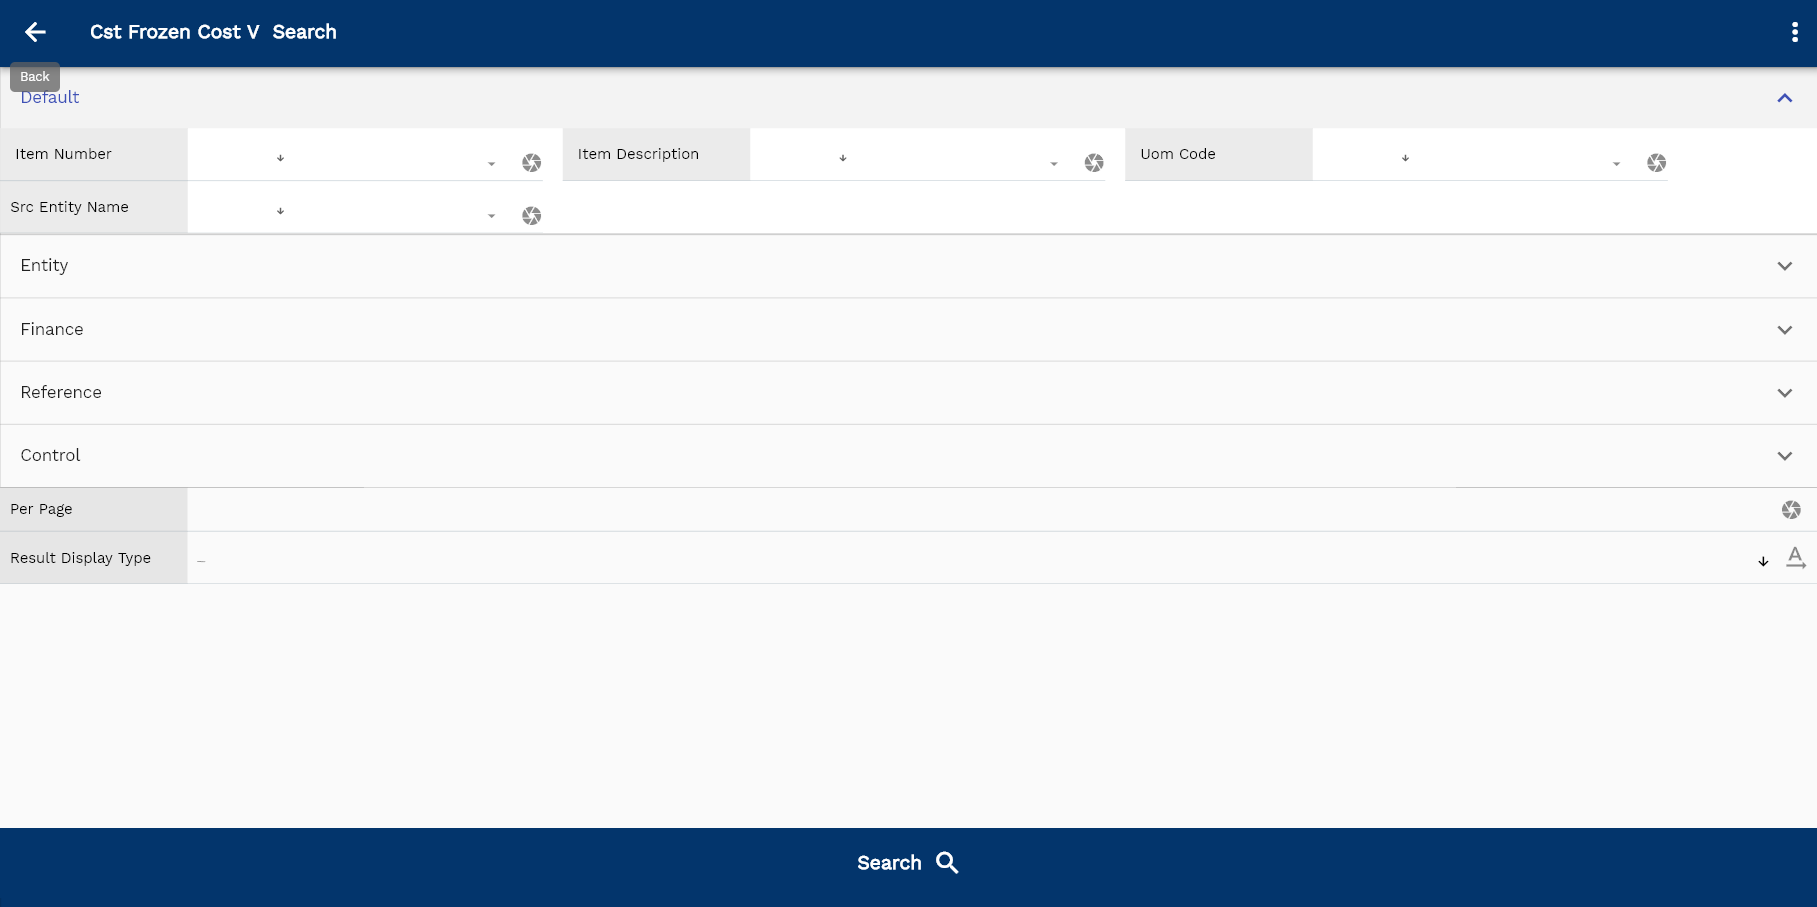 Cst Frozen Cost V Search
Back
Default
Item Number
Item Description
Uom Code
Src Entity Name
Entity
Finance
Reference
Control
Per Page
Result Display Type
Search